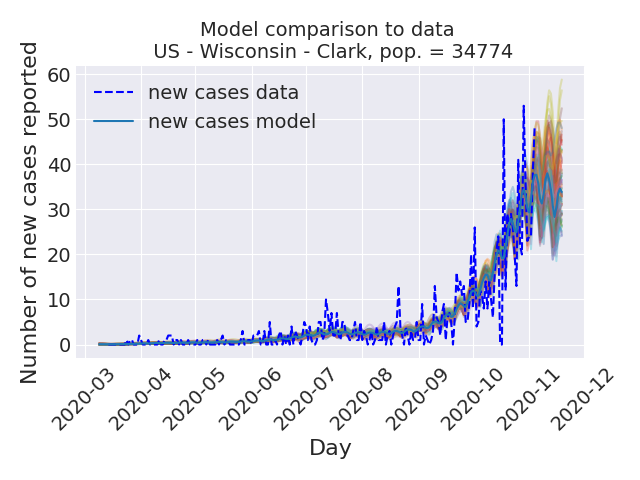 Model comparison to data
US - Wisconsin - Clark, pop. = 34774
Number of new cases reported
60
50
40
30
20
10
0
new cases data
new cases model
2020-03
2020-04
2020-05
2020-06
2020-07
2020-08
2020-09
2020-10
2020-11
2020-12
Day